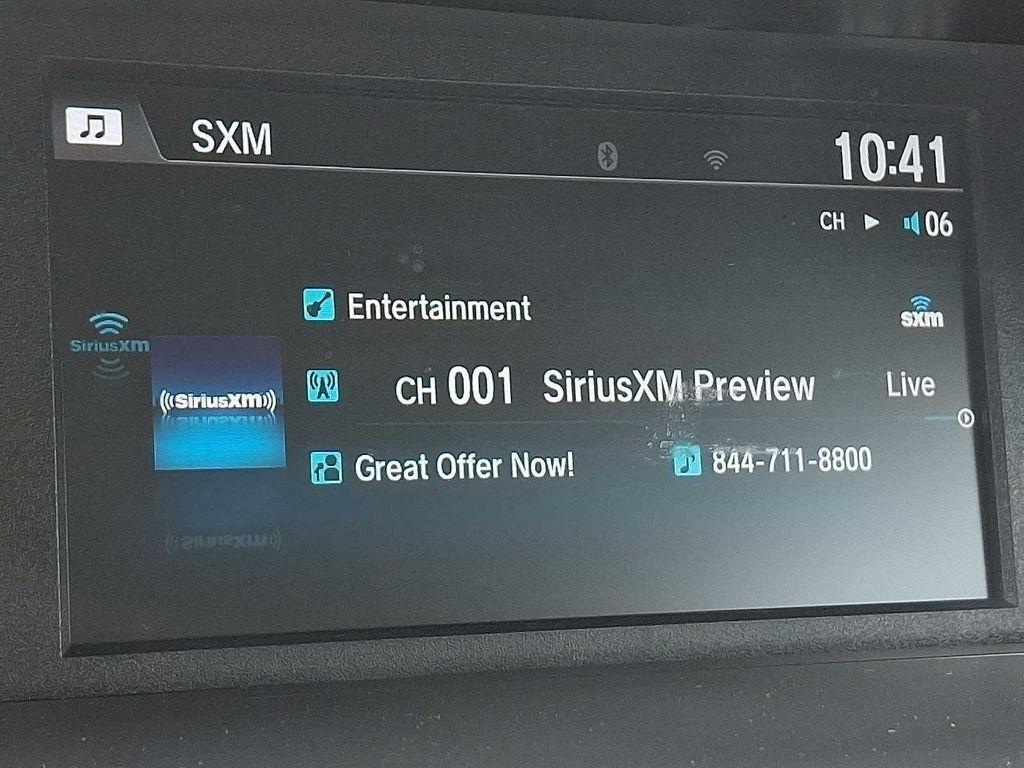 SXM
10:41
CH 06
Entertainment
sxm
SiriusXM
((SiriusXM))
CH 001 SiriusXM Preview Live
Great Offer Now! 844-711-8800